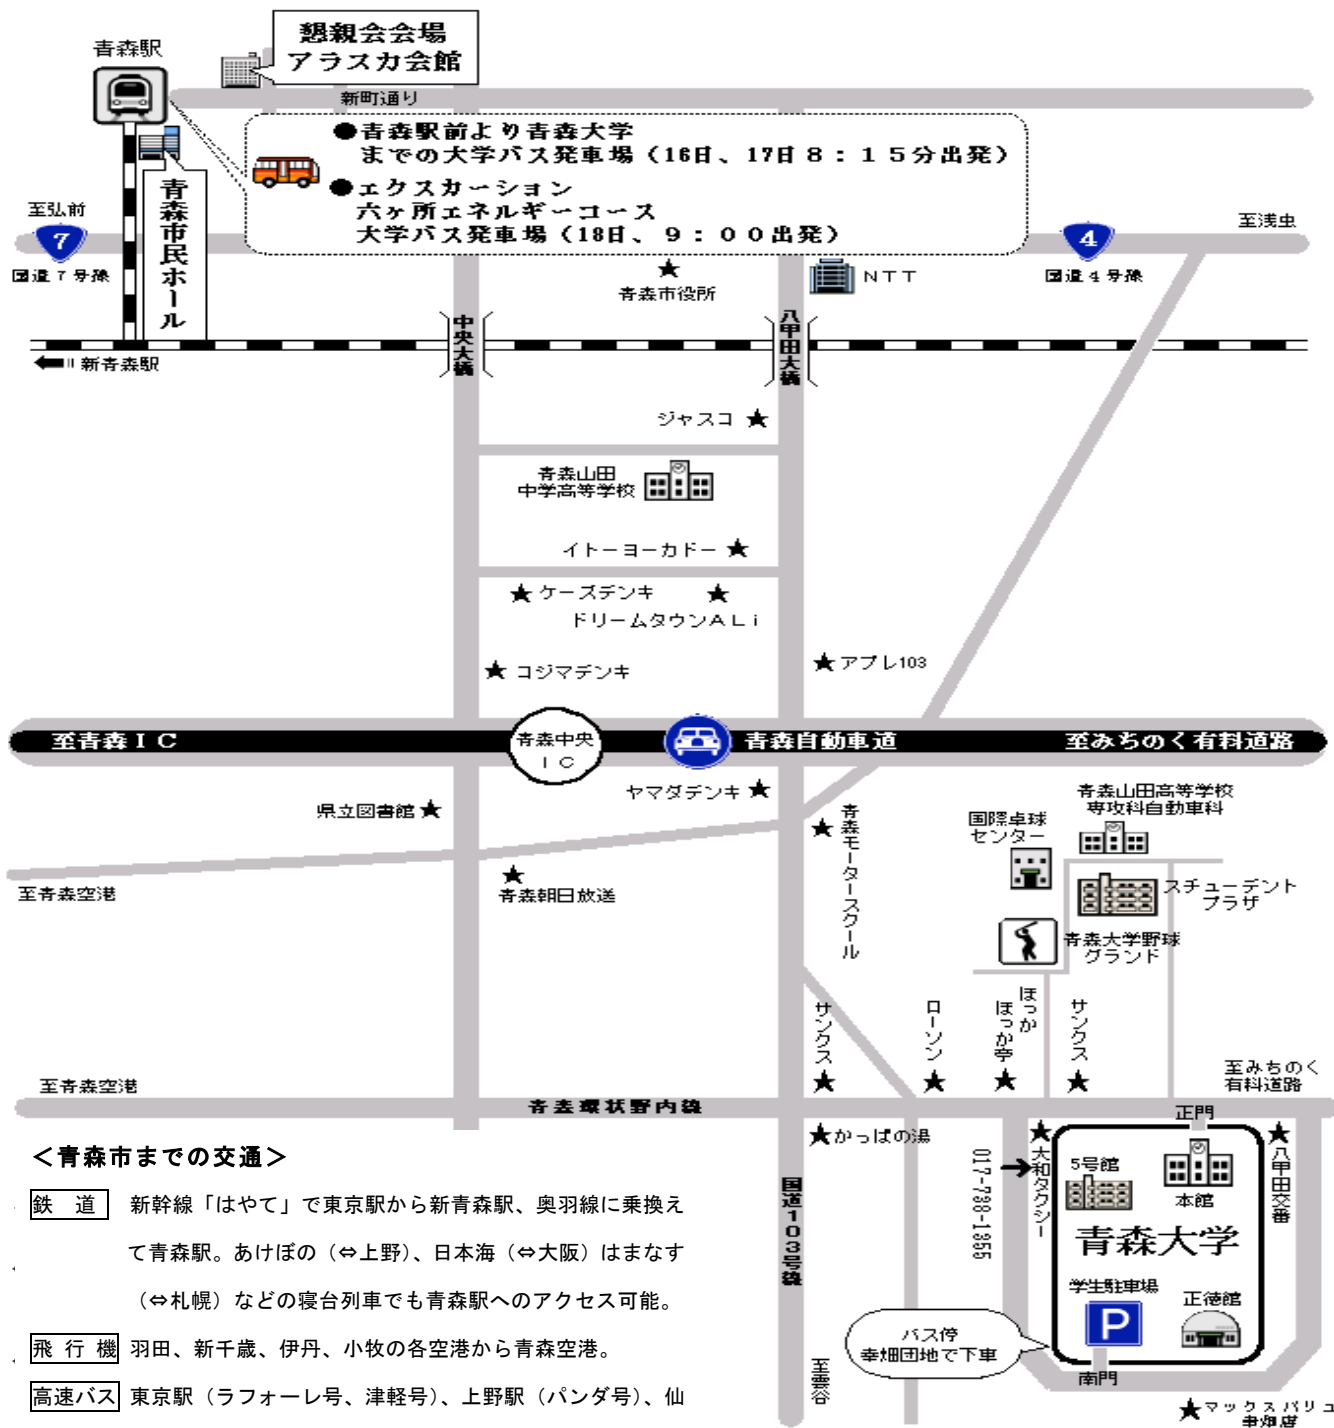 青森駅
懇親会会場
アラスカ会館
新町通り
●青森駅前より青森大学
までの大学バス発車場（16日、17日8：15分出発）
●エクスカーション
六ヶ所エネルギーコース
大学バス発車場（18日、9：00出発）
青森市民ホール
至弘前
7
国道7号線
至浅虫
4
国道4号線
青森市役所
NTT
中央大橋
八甲田大橋
新青森駅
ジャスコ
青森山田
中学高等学校
イトーヨーカドー
ケーズデンキ
ドリームタウンALi
コジマデンキ
アプレ103
至青森IC
青森中央
IC
青森自動車道
至みちのく有料道路
ヤマダデンキ
県立図書館
青森モータースクール
国際卓球
センター
青森山田高等学校
専攻科自動車科
スチューデント
プラザ
青森大学野球
グランド
至青森空港
青森朝日放送
サンクス
ローソン
ほっか
ほっか亭
サンクス
至みちのく
有料道路
至青森空港
青森環状野内線
正門
かっぱの湯
017-738-1355
大和タクシー
5号館
本館
八甲田交番
青森大学
国道103号線
学生駐車場
P
正徳館
バス停
幸畑団地で下車
南門
至雲谷
マックスバリュ
幸畑店
＜青森市までの交通＞
鉄　道　新幹線「はやて」で東京駅から新青森駅、奥羽線に乗換え
て青森駅。あけぼの（⇔上野）、日本海（⇔大阪）はまなす
（⇔札幌）などの寝台列車でも青森駅へのアクセス可能。
飛 行 機　羽田、新千歳、伊丹、小牧の各空港から青森空港。
高速バス　東京駅（ラフォーレ号、津軽号）、上野駅（パンダ号）、仙